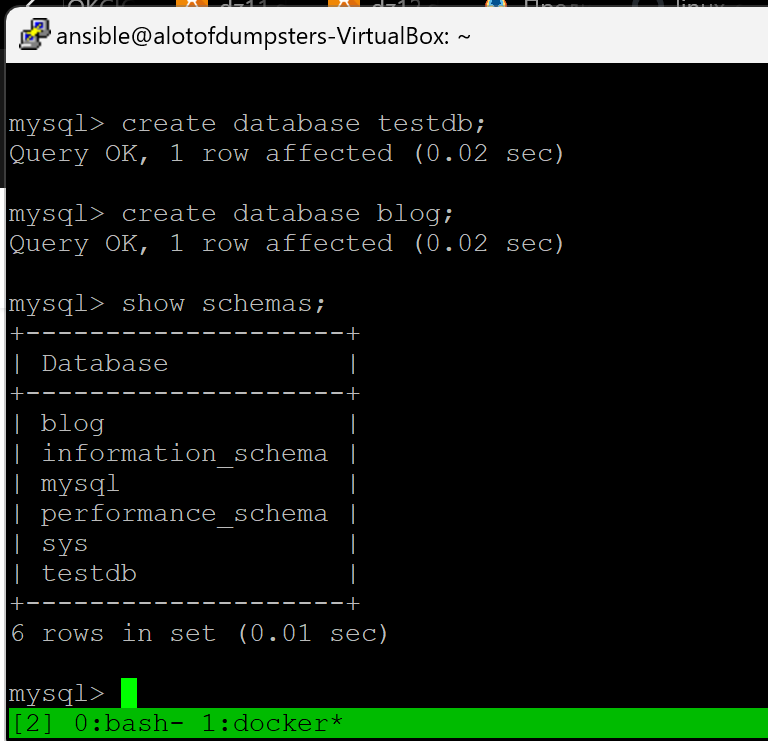 ansible@alotofdumpsters-VirtualBox: ~
mysql> create database testdb;
Query OK, 1 row affected (0.02 sec)
mysql> create database blog;
Query OK, 1 row affected (0.02 sec)
mysql> show schemas;
+--------------------+
| Database           |
+--------------------+
| blog               |
| information_schema |
| mysql              |
| performance_schema |
| sys                |
| testdb             |
+--------------------+
6 rows in set (0.01 sec)
mysql>
[2] 0:bash- 1:docker*